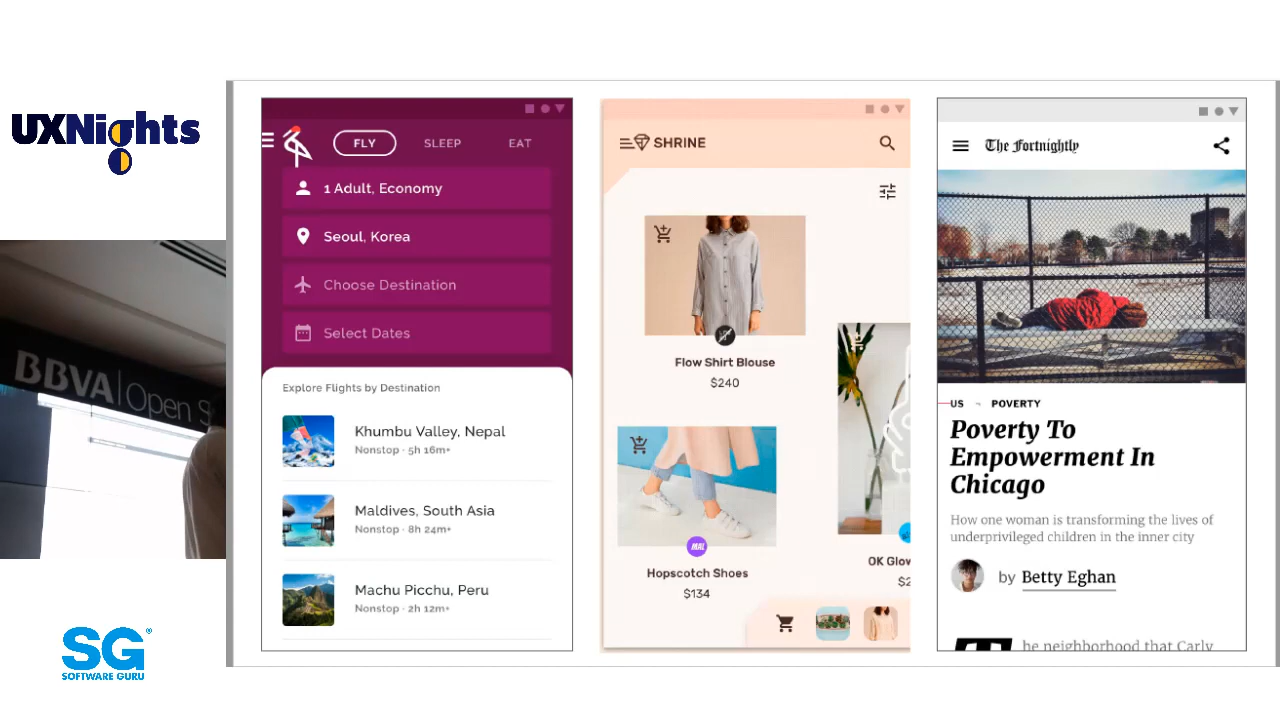 UXNights
BBVA | Open S
SG®
SOFTWARE GURU
FLY
SLEEP
EAT
1 Adult, Economy
Seoul, Korea
Choose Destination
Select Dates
Explore Flights by Destination
Khumbu Valley, Nepal
Nonstop · 5h 16m+
Maldives, South Asia
Nonstop · 8h 24m+
Machu Picchu, Peru
Nonstop · 2h 12m+
SHRINE
Flow Shirt Blouse
$240
Hopscotch Shoes
$134
OK Glow
$2
The Fortnightly
US → POVERTY
Poverty To
Empowerment In
Chicago
How one woman is transforming the lives of
underprivileged children in the inner city
by Betty Eghan
he neighborhood that Carly